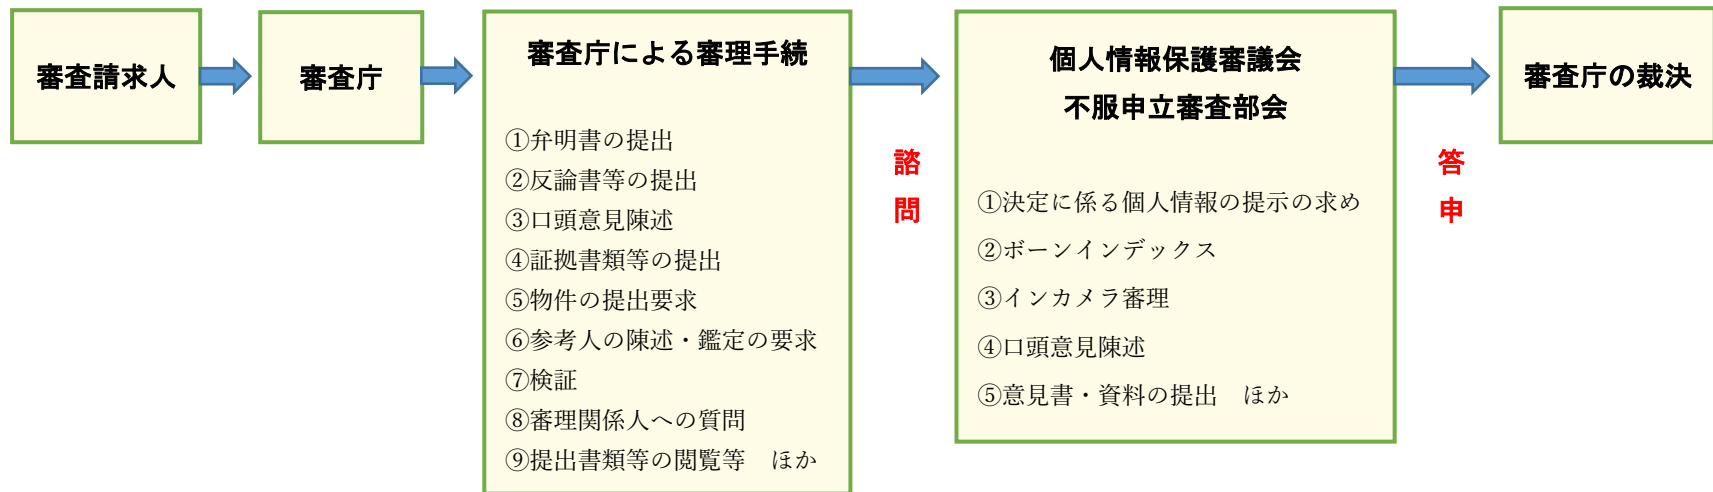 審査請求人
審査庁
審査庁による審理手続
①弁明書の提出
②反論書等の提出
③口頭意見陳述
④証拠書類等の提出
⑤物件の提出要求
⑥参考人の陳述・鑑定の要求
⑦検証
⑧審理関係人への質問
⑨提出書類等の閲覧等　ほか
諮
問
個人情報保護審議会
不服申立審査部会
①決定に係る個人情報の提示の求め
②ボーンインデックス
③インカメラ審理
④口頭意見陳述
⑤意見書・資料の提出　ほか
答
申
審査庁の裁決